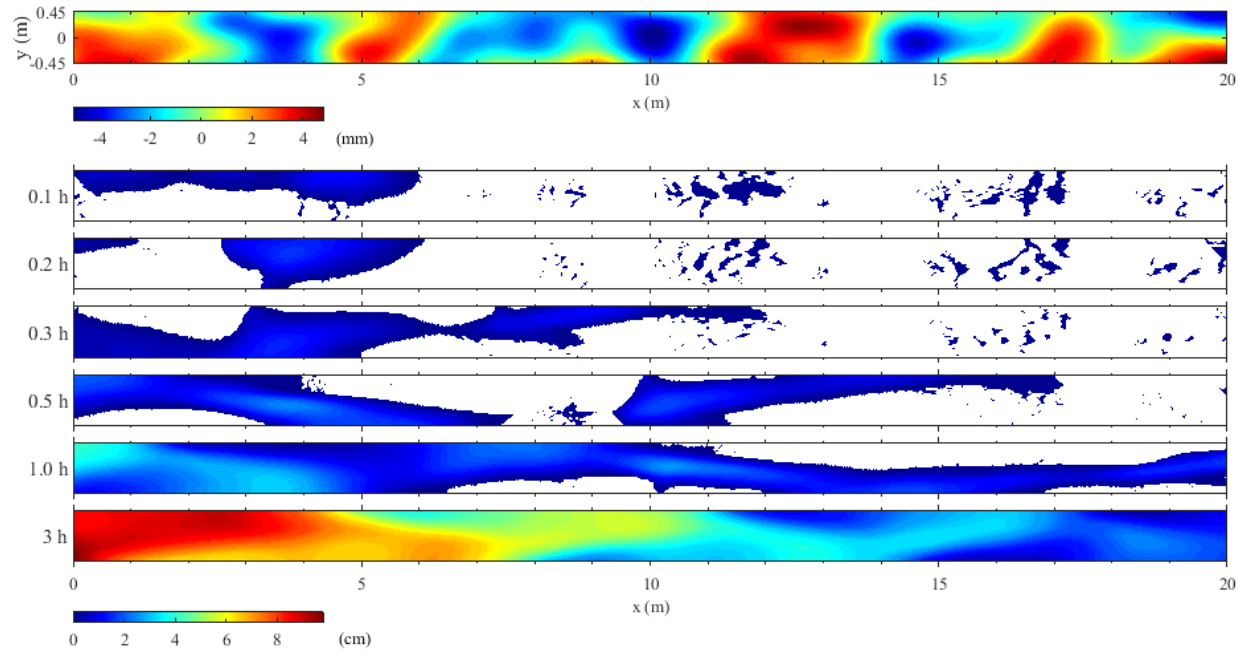 0.45
0
-0.45
y (m)
0 5 10 15 20
x (m)
-4 -2 0 2 4 (mm)
0.1 h
0.2 h
0.3 h
0.5 h
1.0 h
3 h
0 5 10 15 20
x (m)
0 2 4 6 8 (cm)